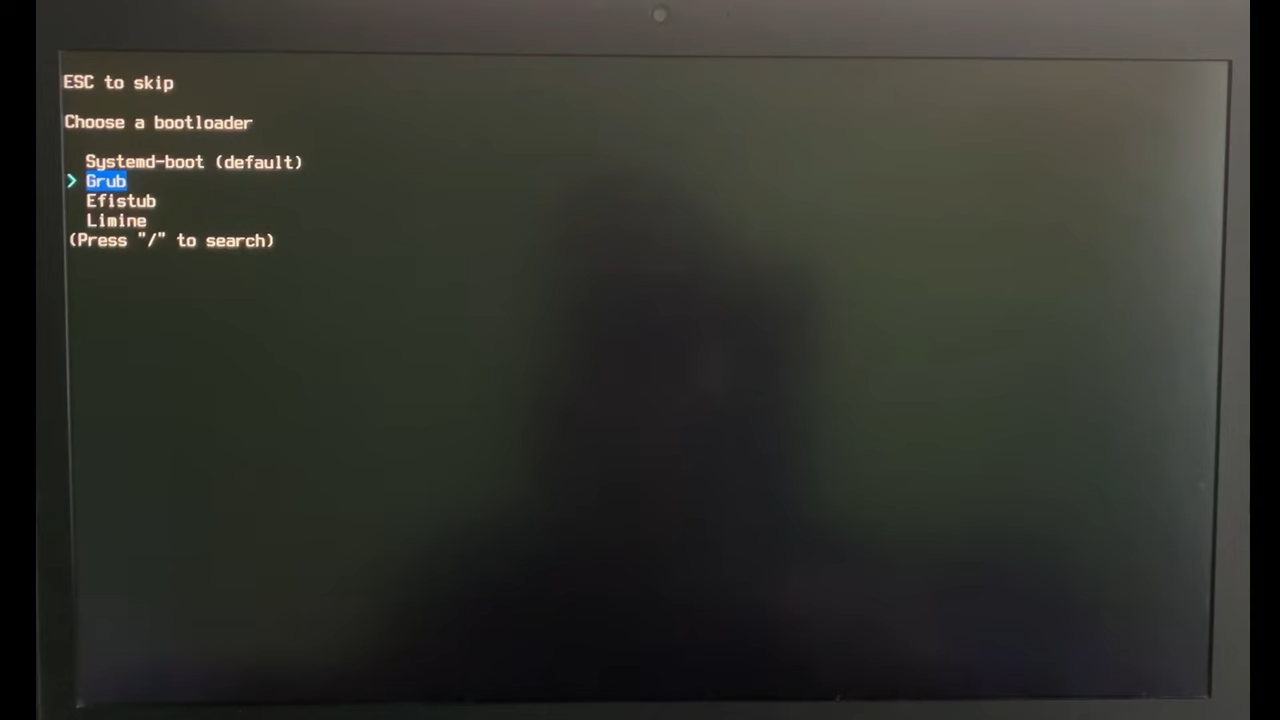 ESC to skip
Choose a bootloader
Systemd-boot (default)
> Grub
Efistub
Limine
(Press "/" to search)